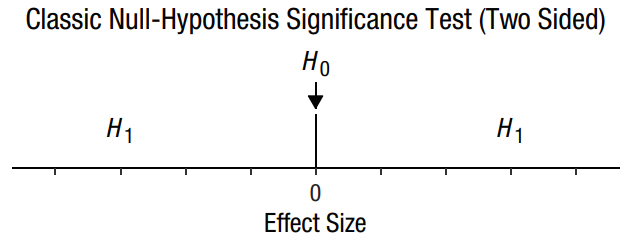 Classic Null-Hypothesis Significance Test (Two Sided)
H0
H1 H1
0
Effect Size